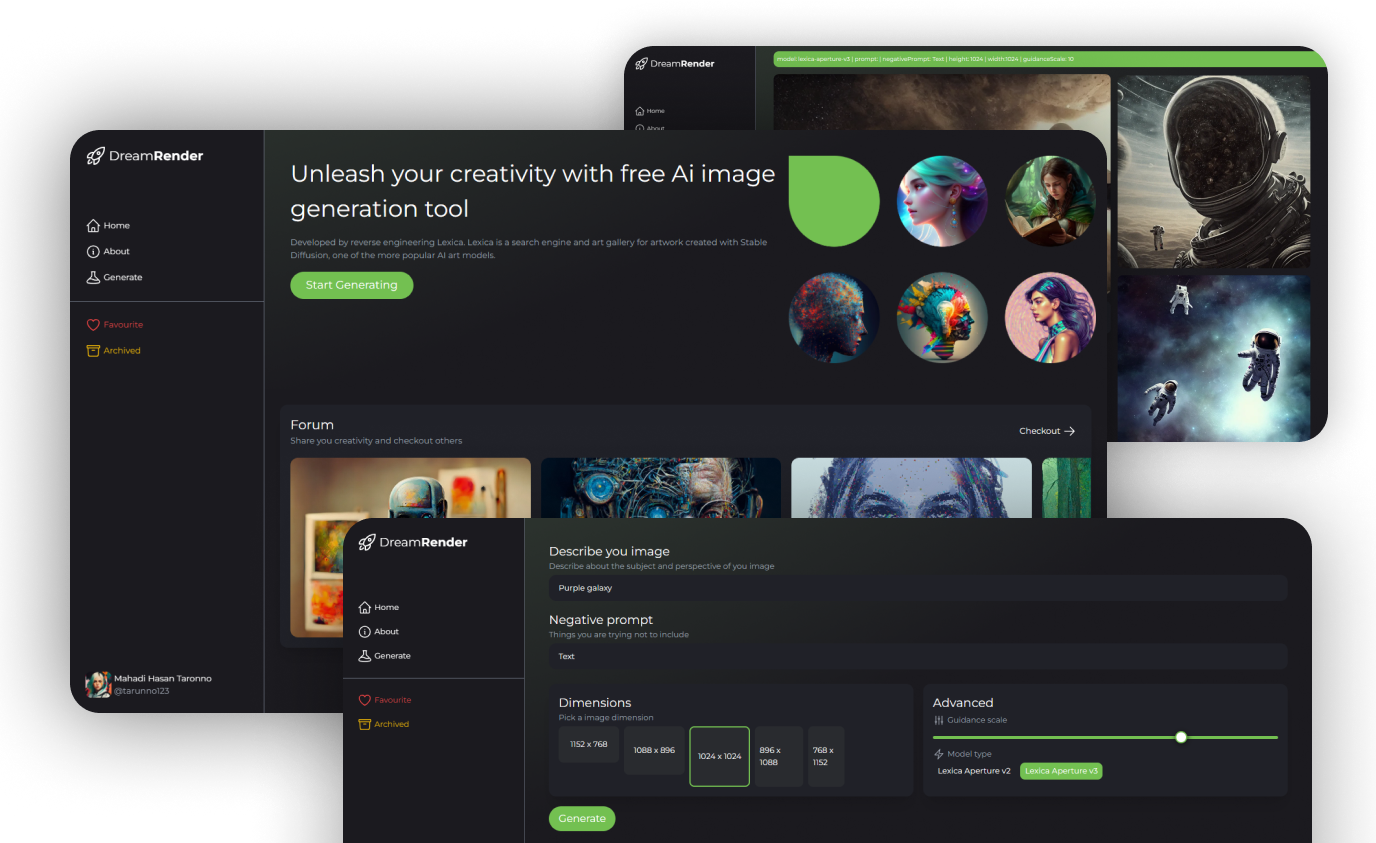 DreamRender
model: lexica-aperture-v3 | prompt: | negativePrompt: Text | height: 1024 | width:1024 | guidanceScale: 10
Home
About
DreamRender
Home
About
Generate
Favourite
Archived
Mahadi Hasan Taronno
@tarunno123
Unleash your creativity with free Ai image
generation tool
Developed by reverse engineering Lexica. Lexica is a search engine and art gallery for artwork created with Stable
Diffusion, one of the more popular AI art models.
Start Generating
Forum
Share you creativity and checkout others
Checkout
DreamRender
Home
About
Generate
Favourite
Archived
Describe you image
Describe about the subject and perspective of you image
Purple galaxy
Negative prompt
Things you are trying not to include
Text
Dimensions
Pick a image dimension
1152 x 768
1088 x 896
1024 x 1024
896 x
1088
768 x
1152
Advanced
Guidance scale
Model type
Lexica Aperture v2
Lexica Aperture v3
Generate